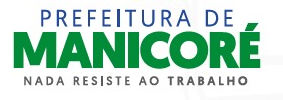 PREFEITURA DE
MANICORÉ
NADA RESISTE AO TRABALHO